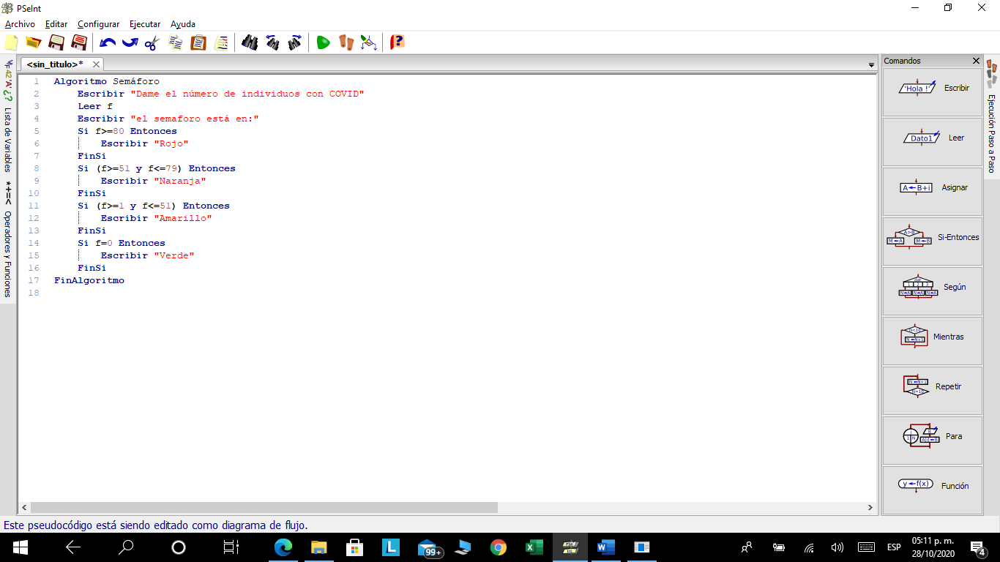 PSeInt
Archivo Editar Configurar Ejecutar Ayuda
<sin_titulo>*
Comandos
1 Algoritmo Semáforo
2 Escribir "Dame el número de individuos con COVID"
3 Leer f
4 Escribir "el semaforo está en:"
5 Si f>=80 Entonces
6 Escribir "Rojo"
7 FinSi
8 Si (f>=51 y f<=79) Entonces
9 Escribir "Naranja"
10 FinSi
11 Si (f>=1 y f<=51) Entonces
12 Escribir "Amarillo"
13 FinSi
14 Si f=0 Entonces
15 Escribir "Verde"
16 FinSi
17 FinAlgoritmo
18
Lista de Variables
*+=< Operadores y Funciones
'Hola !' Escribir
Dato1 Leer
A←B+i Asignar
A>B
M←A M←B Si-Entonces
Según
Mientras
Repetir
Para
y←f(x) Función
Ejecución Paso a Paso
Este pseudocódigo está siendo editado como diagrama de flujo.
L
99+
ESP
05:11 p. m.
28/10/2020
4